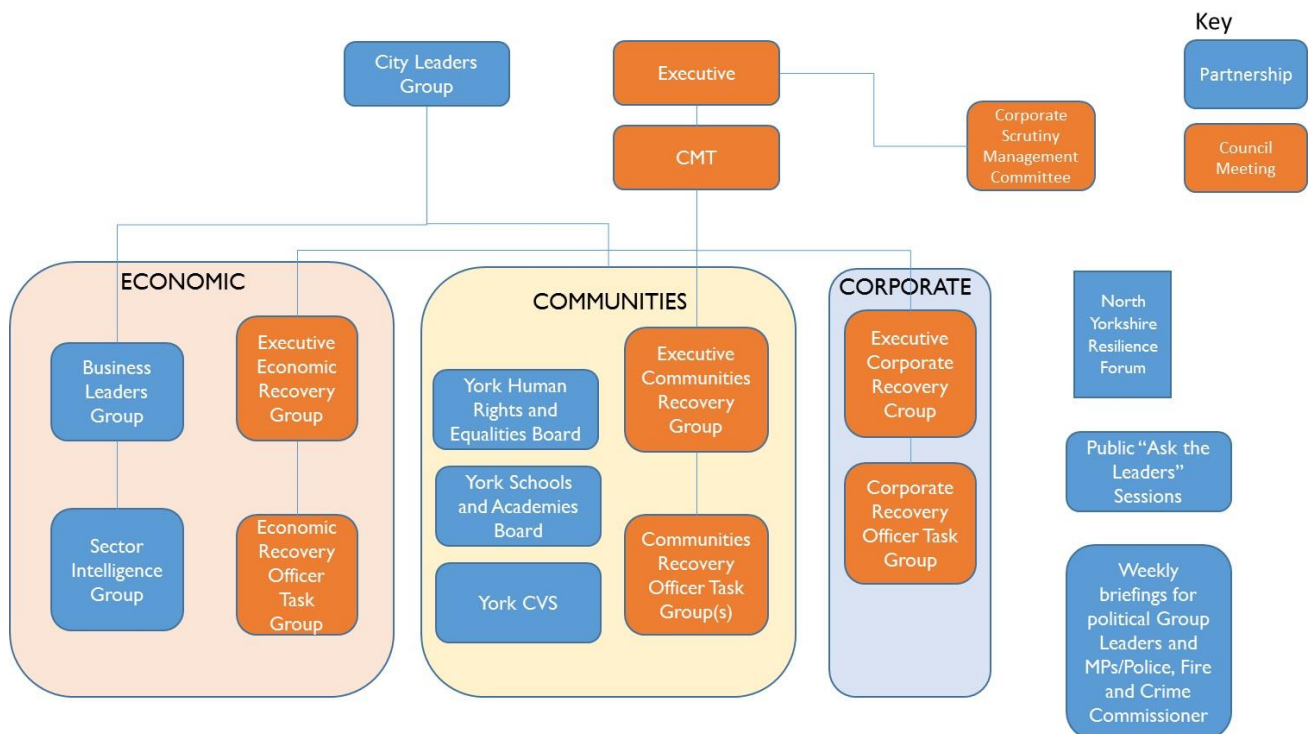 Key
City Leaders
Group
Executive
Partnership
CMT
Corporate
Scrutiny
Management
Committee
Council
Meeting
ECONOMIC
Business
Leaders
Group
Executive
Economic
Recovery
Group
Sector
Intelligence
Group
Economic
Recovery
Officer
Task
Group
COMMUNITIES
York Human
Rights and
Equalities Board
York Schools
and Academies
Board
York CVS
Executive
Communities
Recovery
Group
Communities
Recovery
Officer Task
Group(s)
CORPORATE
Executive
Corporate
Recovery
Croup
Corporate
Recovery
Officer Task
Group
North
Yorkshire
Resilience
Forum
Public “Ask the
Leaders”
Sessions
Weekly
briefings for
political Group
Leaders and
MPs/Police, Fire
and Crime
Commissioner